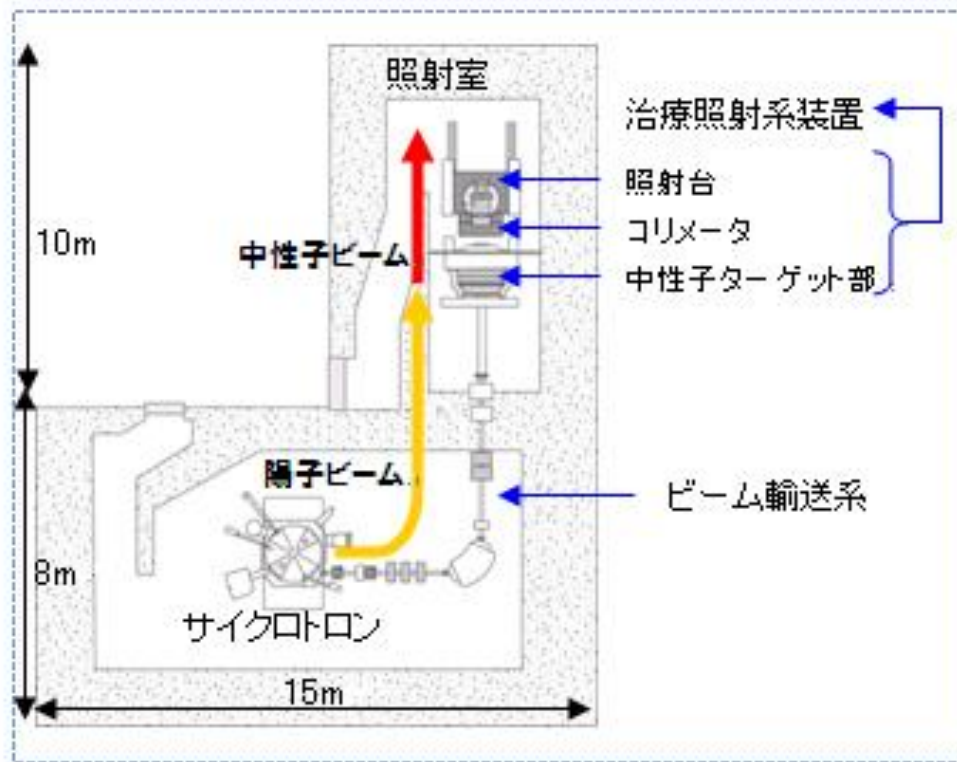 照射室
治療照射系装置
照射台
コリメータ
中性子ターゲット部
10m
中性子ビーム
陽子ビーム
ビーム輸送系
8m
サイクロトロン
15m